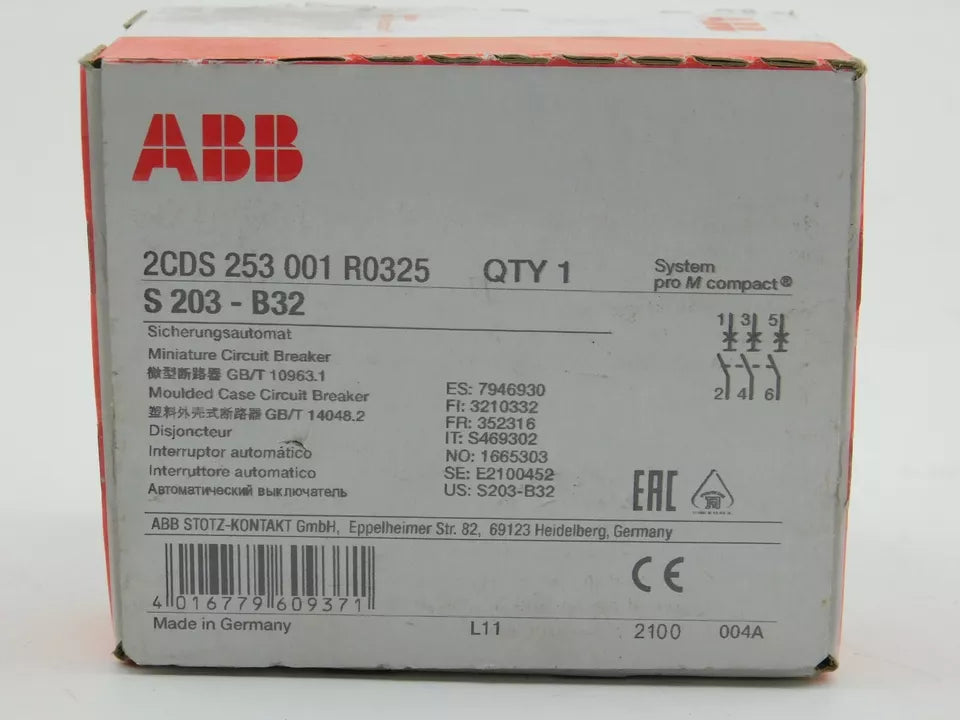 ABB
2CDS 253 001 R0325 QTY 1
System
pro M compact®
S 203 - B32
1 3 5
2 4 6
Sicherungsautomat
Miniature Circuit Breaker
微型断路器 GB/T 10963.1
Moulded Case Circuit Breaker
塑料外壳式断路器 GB/T 14048.2
Disjoncteur
Interruptor automático
Interruttore automatico
Автоматический выключатель
ES: 7946930
FI: 3210332
FR: 352316
IT: S469302
NO: 1665303
SE: E2100452
US: S203-B32
EAC
ABB STOTZ-KONTAKT GmbH, Eppelheimer Str. 82, 69123 Heidelberg, Germany
CE
4 016779 609371
Made in Germany L11 2100 004A